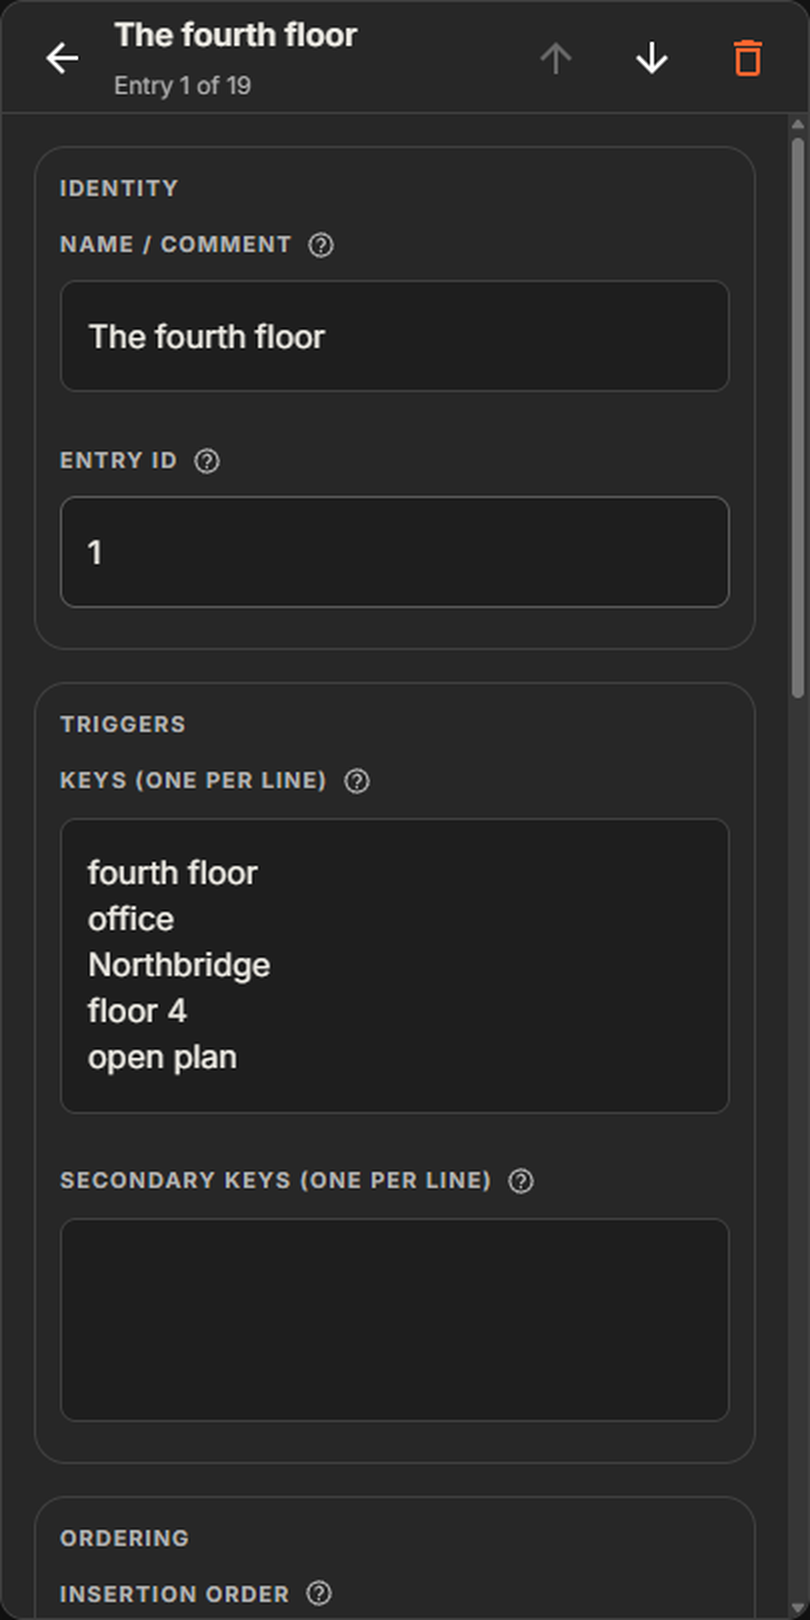 The fourth floor
Entry 1 of 19
IDENTITY
NAME / COMMENT
The fourth floor
ENTRY ID
1
TRIGGERS
KEYS (ONE PER LINE)
fourth floor
office
Northbridge
floor 4
open plan
SECONDARY KEYS (ONE PER LINE)
ORDERING
INSERTION ORDER